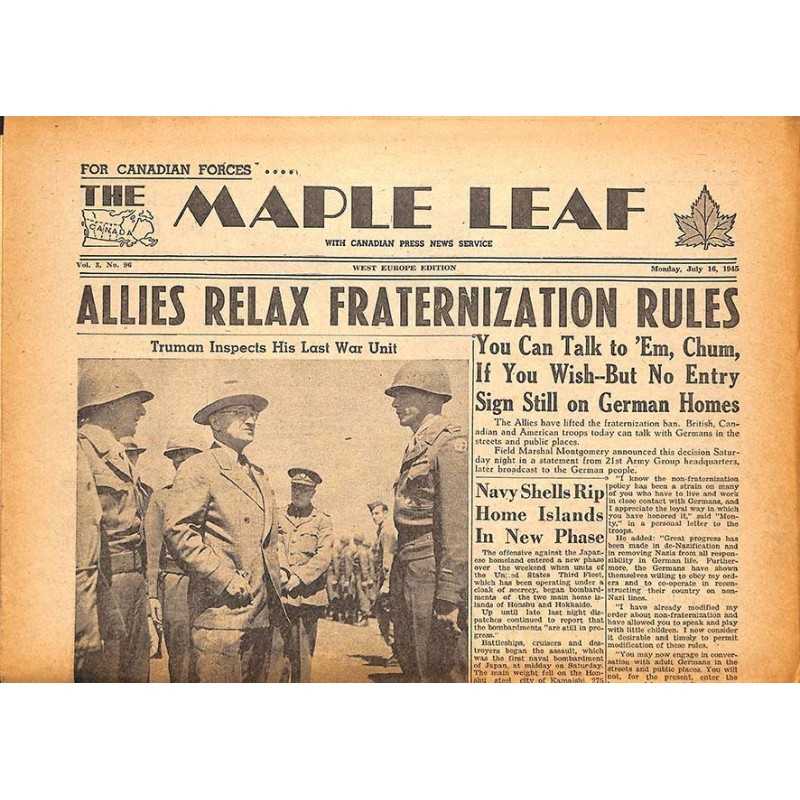 FOR CANADIAN FORCES ....
THE MAPLE LEAF
CANADA
WITH CANADIAN PRESS NEWS SERVICE
Vol. 3, No. 96
WEST EUROPE EDITION
Monday, July 16, 1945
ALLIES RELAX FRATERNIZATION RULES
Truman Inspects His Last War Unit
You Can Talk to 'Em, Chum,
If You Wish--But No Entry
Sign Still on German Homes
The Allies have lifted the fraternization ban. British, Can-
adian and American troops today can talk with Germans in the
streets and public places.
Field Marshal Montgomery announced this decision Satur-
day night in a statement from 21st Army Group headquarters,
later broadcast to the German people.
Navy Shells Rip
Home Islands
In New Phase
The offensive against the Japan-
ese homeland entered a new phase
over the weekend when units of
the United States Third Fleet,
which has been operating under a
cloak of secrecy, began bombard-
ments of the two main home is-
lands of Honshu and Hokkaido.
Up until late last night dis-
patches continued to report that
the bombardments "are still in pro-
gress."
Battleships, cruisers and des-
troyers began the assault, which
was the first naval bombardment
of Japan, at midday on Saturday.
The main weight fell on the Hon-
shu steel city of Kamaishi 275
"I know the non-fraternization
policy has been a strain on many
of you who have to live and work
in close contact with Germans, and
I appreciate the loyal way in which
you have honored it," said "Mon-
ty," in a personal letter to the
troops.
He added: "Great progress has
been made in de-Nazification and
in removing Nazis from all respon-
sibility in German life. Further-
more, the Germans have shown
themselves willing to obey my ord-
ers and to co-operate in recon-
structing their country on non-
Nazi lines.
"I have already modified my
order about non-fraternization and
have allowed you to speak and play
with little children. I now consider
it desirable and timely to permit
modification of these rules.
"You may now engage in conver-
sation with adult Germans in the
streets and public places. You will
not, for the present, enter the